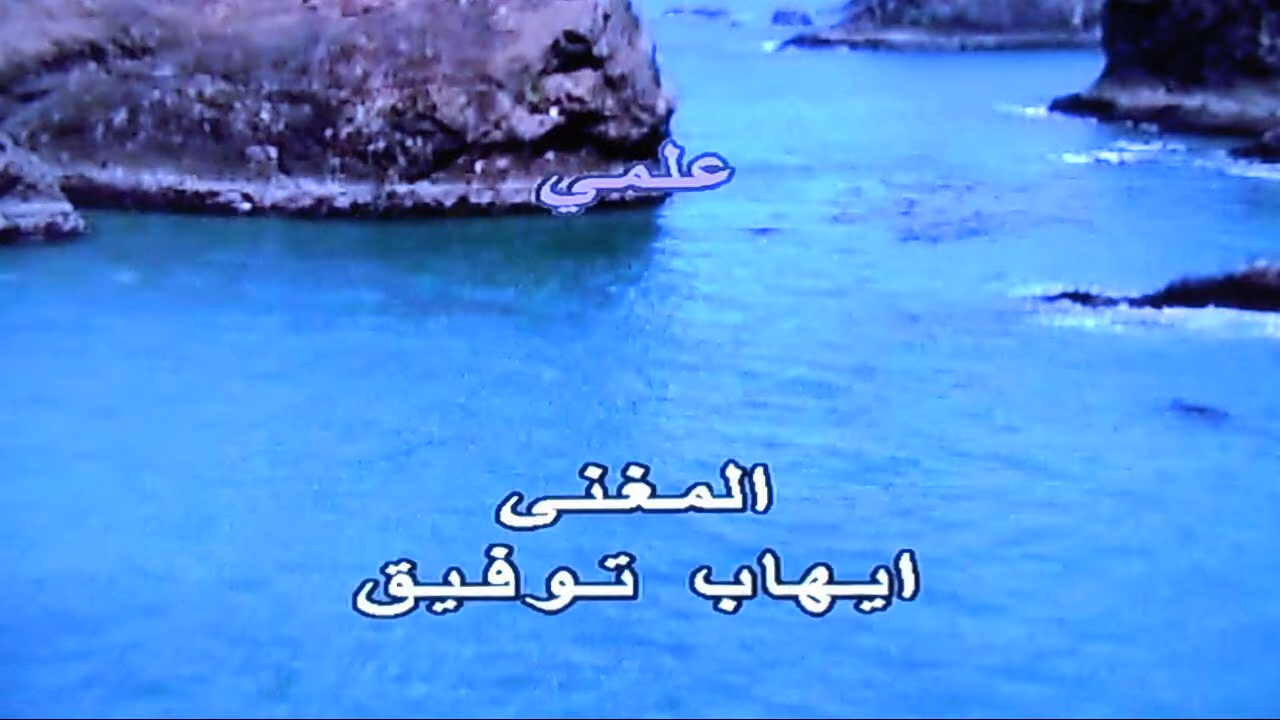 علمي
المغنى
ايهاب توفيق